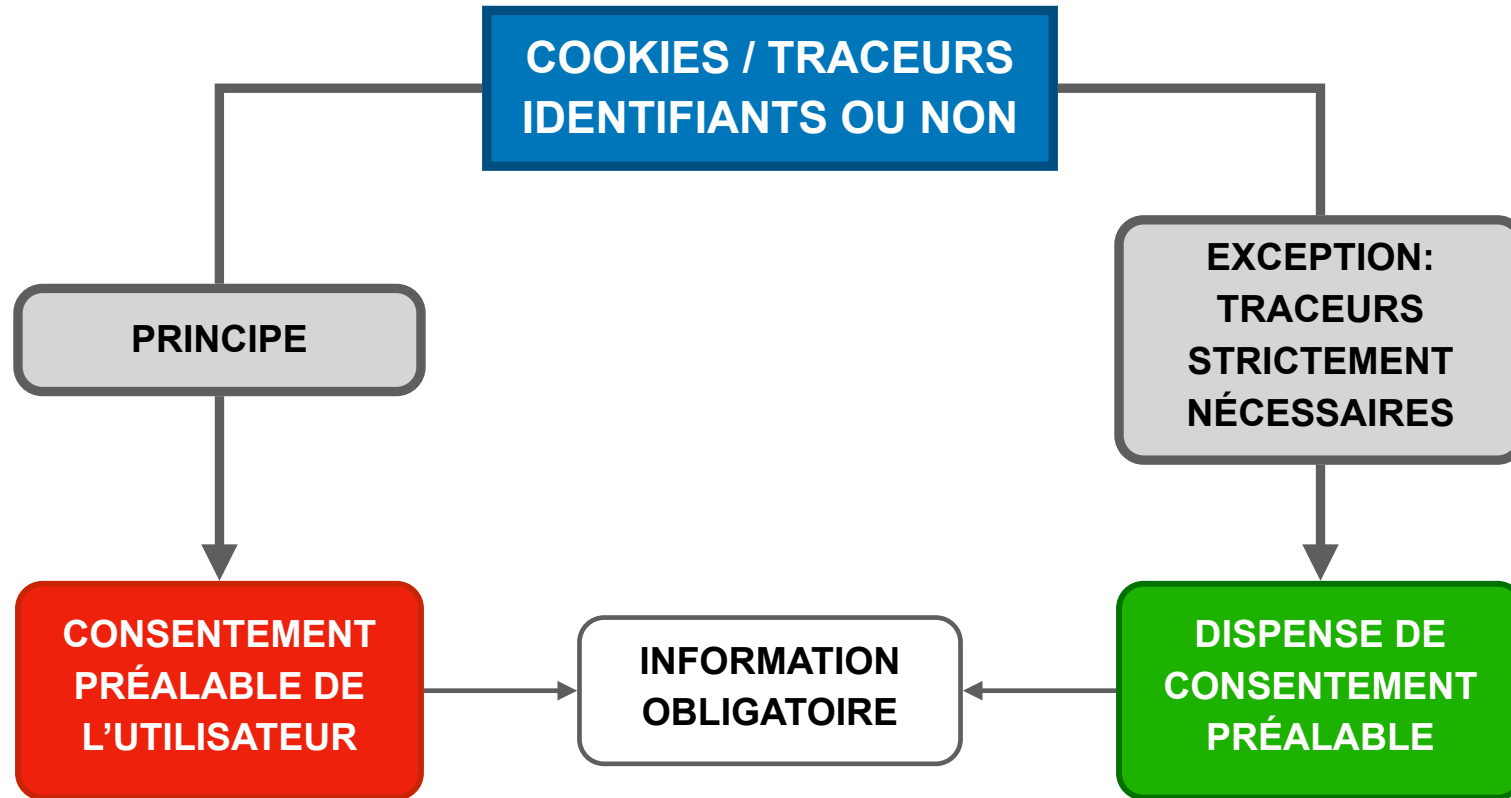 COOKIES / TRACEURS
IDENTIFIANTS OU NON
PRINCIPE
EXCEPTION:
TRACEURS
STRICTEMENT
NÉCESSAIRES
CONSENTEMENT
PRÉALABLE DE
L’UTILISATEUR
INFORMATION
OBLIGATOIRE
DISPENSE DE
CONSENTEMENT
PRÉALABLE